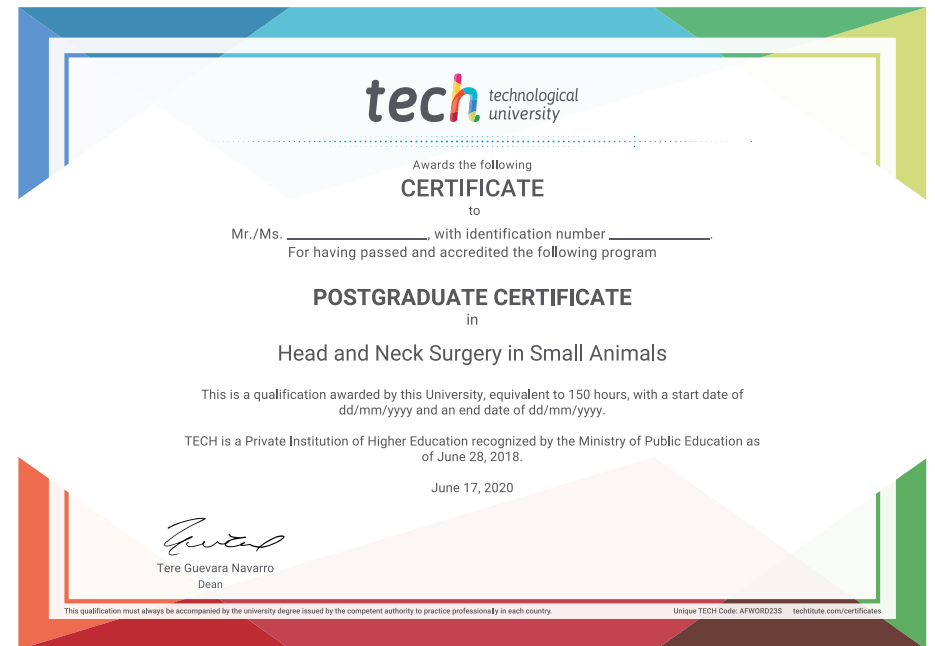 tech technological
university
Awards the following
CERTIFICATE
to
Mr./Ms. ____________________, with identification number ______________.
For having passed and accredited the following program
POSTGRADUATE CERTIFICATE
in
Head and Neck Surgery in Small Animals
This is a qualification awarded by this University, equivalent to 150 hours, with a start date of
dd/mm/yyyy and an end date of dd/mm/yyyy.
TECH is a Private Institution of Higher Education recognized by the Ministry of Public Education as
of June 28, 2018.
June 17, 2020
Tere Guevara Navarro
Dean
This qualification must always be accompanied by the university degree issued by the competent authority to practice professionally in each country.
Unique TECH Code: AFWORD23S techtitute.com/certificates